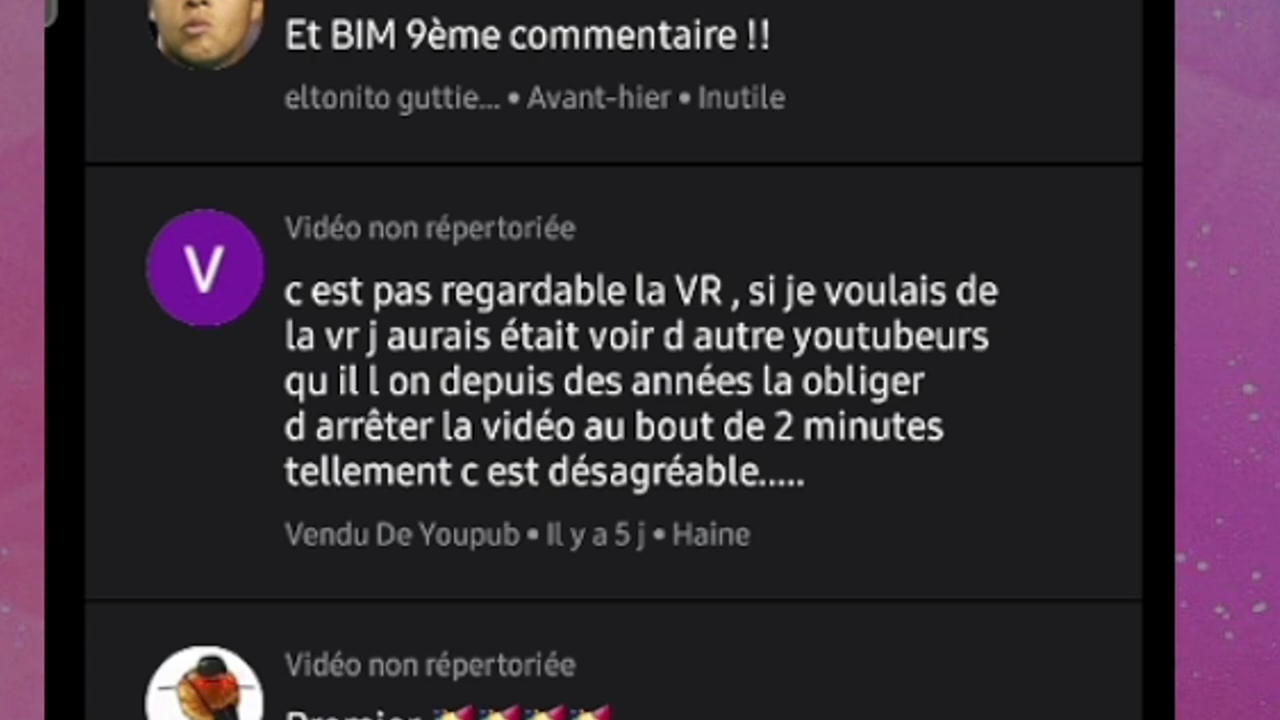 Et BIM 9ème commentaire !!
eltonito guttie... • Avant-hier • Inutile
V
Vidéo non répertoriée
c est pas regardable la VR , si je voulais de
la vr j aurais était voir d autre youtubeurs
qu il l on depuis des années la obliger
d arrêter la vidéo au bout de 2 minutes
tellement c est désagréable.....
Vendu De Youpub • Il y a 5 j • Haine
Vidéo non répertoriée
Premier